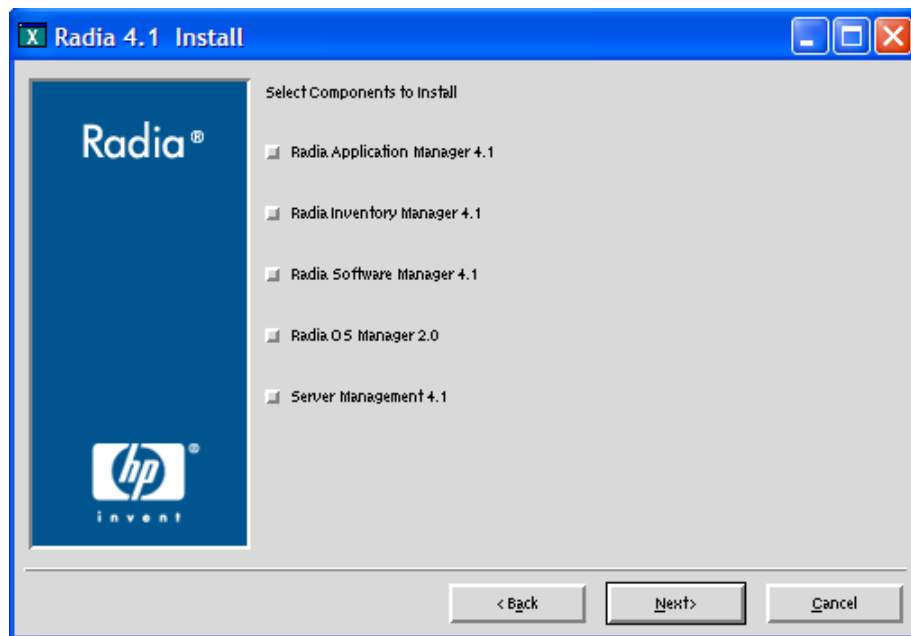 Radia 4.1 Install
Select Components to Install
Radia®
Radia Application Manager 4.1
Radia Inventory Manager 4.1
Radia Software Manager 4.1
Radia OS Manager 2.0
Server Management 4.1
hp®
invent
< Back
Next>
Cancel